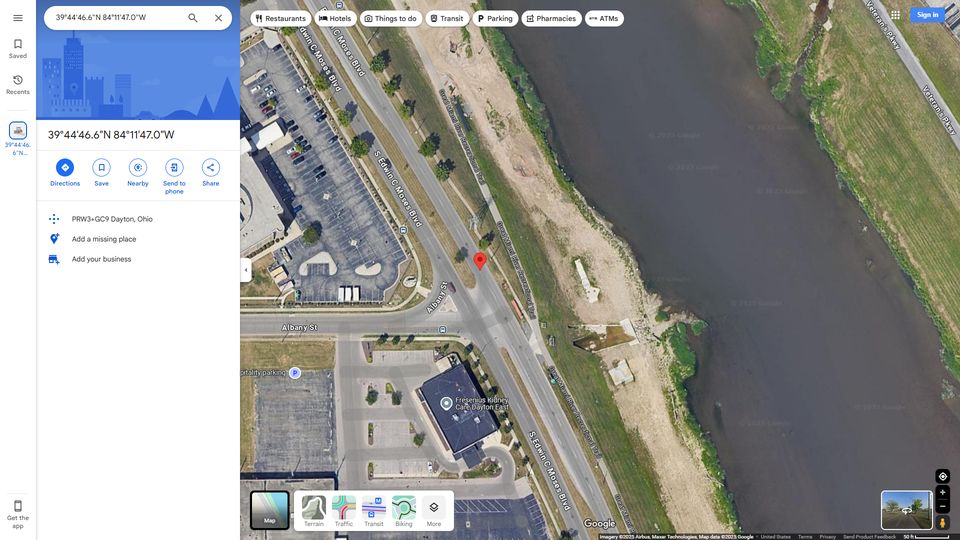 39°44'46.6"N 84°11'47.0"W
Restaurants
Hotels
Things to do
Transit
Parking
Pharmacies
ATMs
Sign in
Saved
Recents
39°44'46.
6"N...
39°44'46.6"N 84°11'47.0"W
Directions
Save
Nearby
Send to
phone
Share
PRW3+GC9 Dayton, Ohio
Add a missing place
Add your business
Get the
app
S Edwin C Moses Blvd
S Edwin C Moses Blvd
S Edwin C Moses Blvd
Veteran's Pkwy
Veteran's Pkwy
Albany St
Albany St
pitality parking
P
Fresenius Kidney
Care Dayton East
Map
Terrain
Traffic
Transit
Biking
More
Google
Imagery ©2025 Airbus, Maxar Technologies, Map data ©2025 Google
United States
Terms
Privacy
Send Product Feedback
50 ft